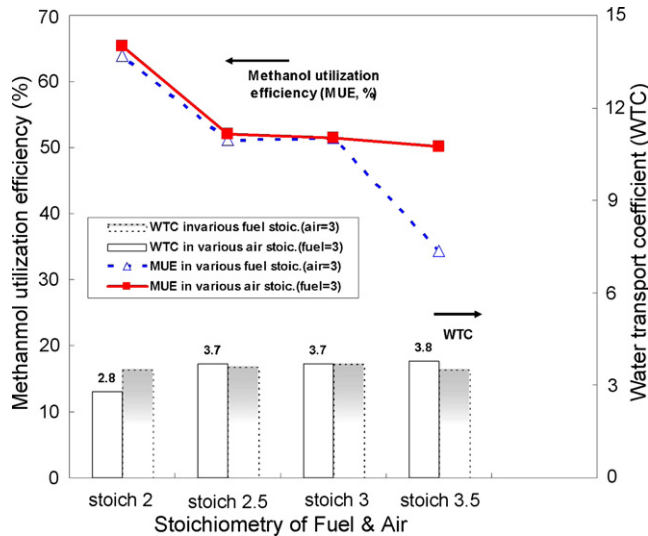 70
60
50
40
30
20
10
0
Methanmol utilization efficiency (%)
15
12
9
6
3
0
Water transport coefficient (WTC)
Methanol utilization
efficiency (MUE, %)
WTC invarious fuel stoic.(air=3)
WTC in various air stoic.(fuel=3)
MUE in various fuel stoic.(air=3)
MUE in various air stoic.(fuel=3)
WTC
2.8
3.7
3.7
3.8
stoich 2
stoich 2.5
stoich 3
stoich 3.5
Stoichiometry of Fuel & Air